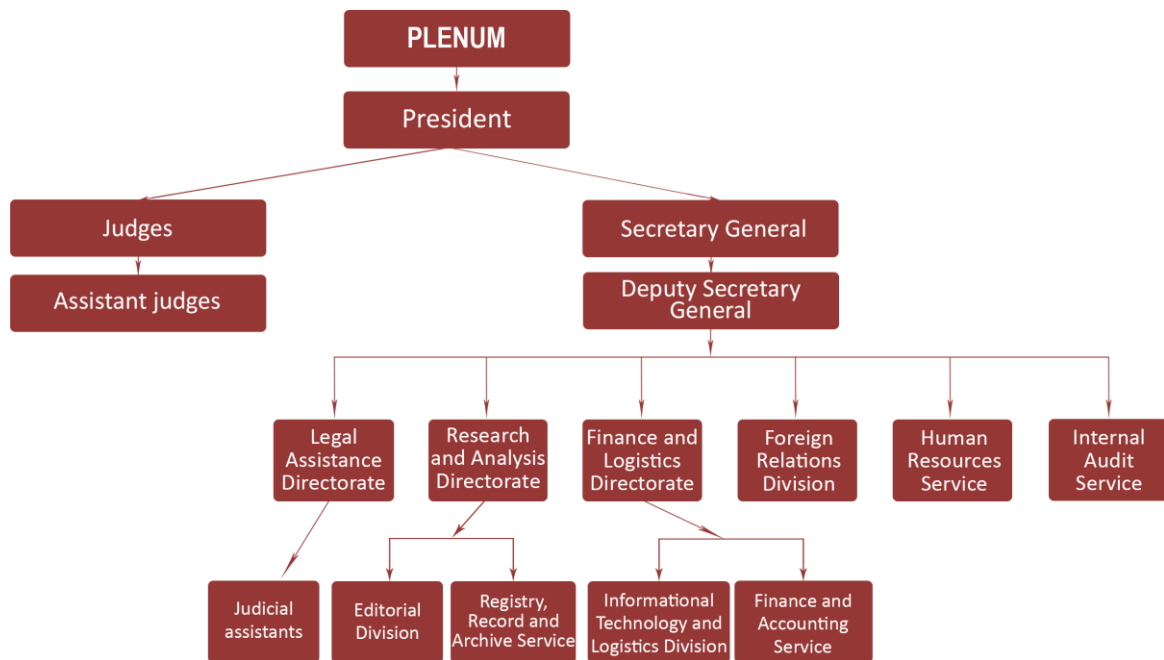 PLENUM
President
Judges
Secretary General
Assistant judges
Deputy Secretary
General
Legal
Assistance
Directorate
Research
and Analysis
Directorate
Finance and
Logistics
Directorate
Foreign
Relations
Division
Human
Resources
Service
Internal
Audit
Service
Judicial
assistants
Editorial
Division
Registry,
Record and
Archive Service
Informational
Technology and
Logistics Division
Finance and
Accounting
Service